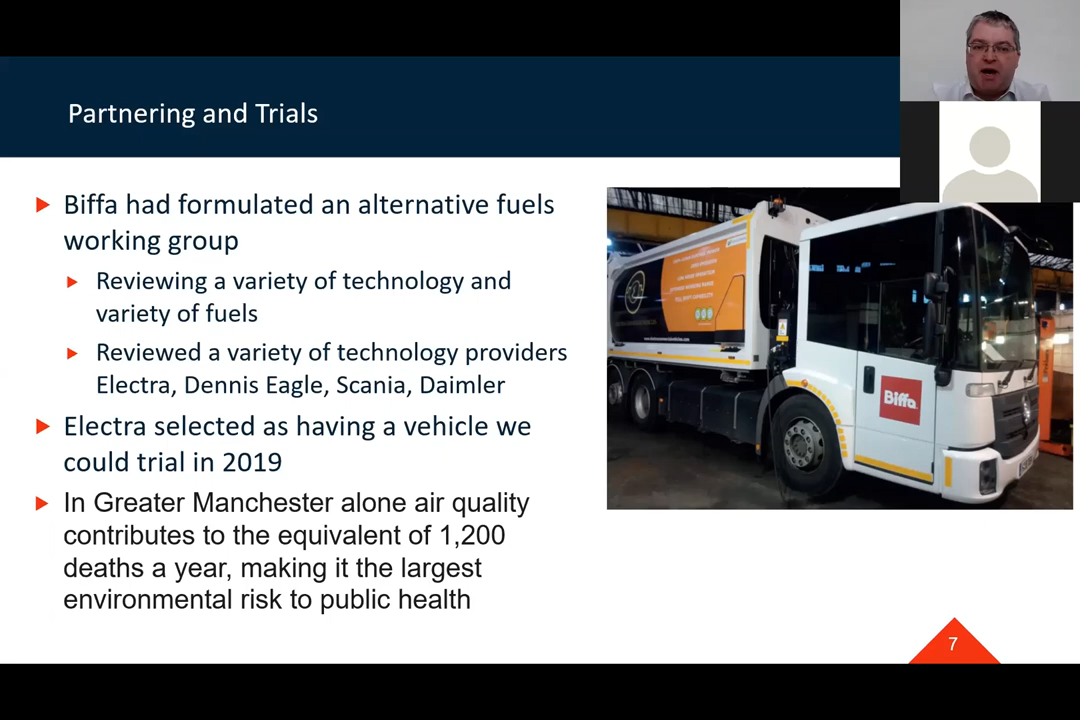 Partnering and Trials
Biffa had formulated an alternative fuels
working group
Reviewing a variety of technology and
variety of fuels
Reviewed a variety of technology providers
Electra, Dennis Eagle, Scania, Daimler
Electra selected as having a vehicle we
could trial in 2019
In Greater Manchester alone air quality
contributes to the equivalent of 1,200
deaths a year, making it the largest
environmental risk to public health
Biffa
7